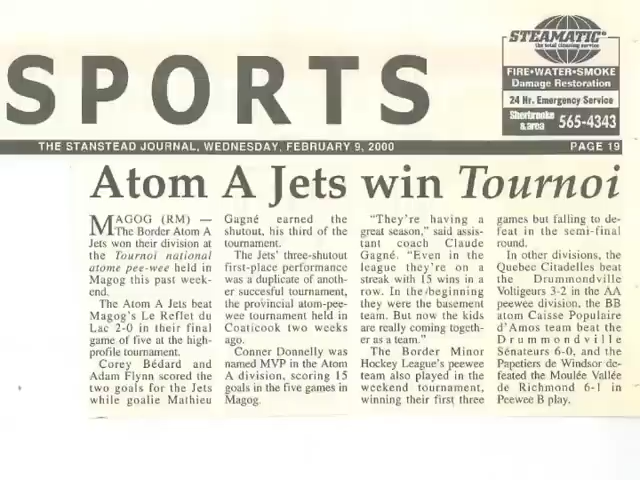 SPORTS
STEAMATIC
the total cleaning service
FIRE•WATER•SMOKE
Damage Restoration
24 Hr. Emergency Service
Sherbrooke
& area
565-4343
THE STANSTEAD JOURNAL, WEDNESDAY, FEBRUARY 9, 2000
PAGE 19
Atom A Jets win Tournoi
MAGOG (RM) —
The Border Atom A
Jets won their division at
the Tournoi national
atome pee-wee held in
Magog this past week-
end.
The Atom A Jets beat
Magog's Le Reflet du
Lac 2-0 in their final
game of five at the high-
profile tournament.
Corey Bédard and
Adam Flynn scored the
two goals for the Jets
while goalie Mathieu
Gagné earned the
shutout, his third of the
tournament.
The Jets' three-shutout
first-place performance
was a duplicate of anoth-
er succesful tournament,
the provincial atom-pee-
wee tournament held in
Coaticook two weeks
ago.
Conner Donnelly was
named MVP in the Atom
A division, scoring 15
goals in the five games in
Magog.
"They're having a
great season," said assis-
tant coach Claude
Gagné. "Even in the
league they're on a
streak with 15 wins in a
row. In the beginning
they were the basement
team. But now the kids
are really coming togeth-
er as a team."
The Border Minor
Hockey League's peewee
team also played in the
weekend tournament,
winning their first three
games but falling to de-
feat in the semi-final
round.
In other divisions, the
Quebec Citadelles beat
the Drummondville
Voltigeurs 3-2 in the AA
peewee division, the BB
atom Caisse Populaire
d'Amos team beat the
Drummondville
Sénateurs 6-0, and the
Papetiers de Windsor de-
feated the Moulée Vallée
de Richmond 6-1 in
Peewee B play.